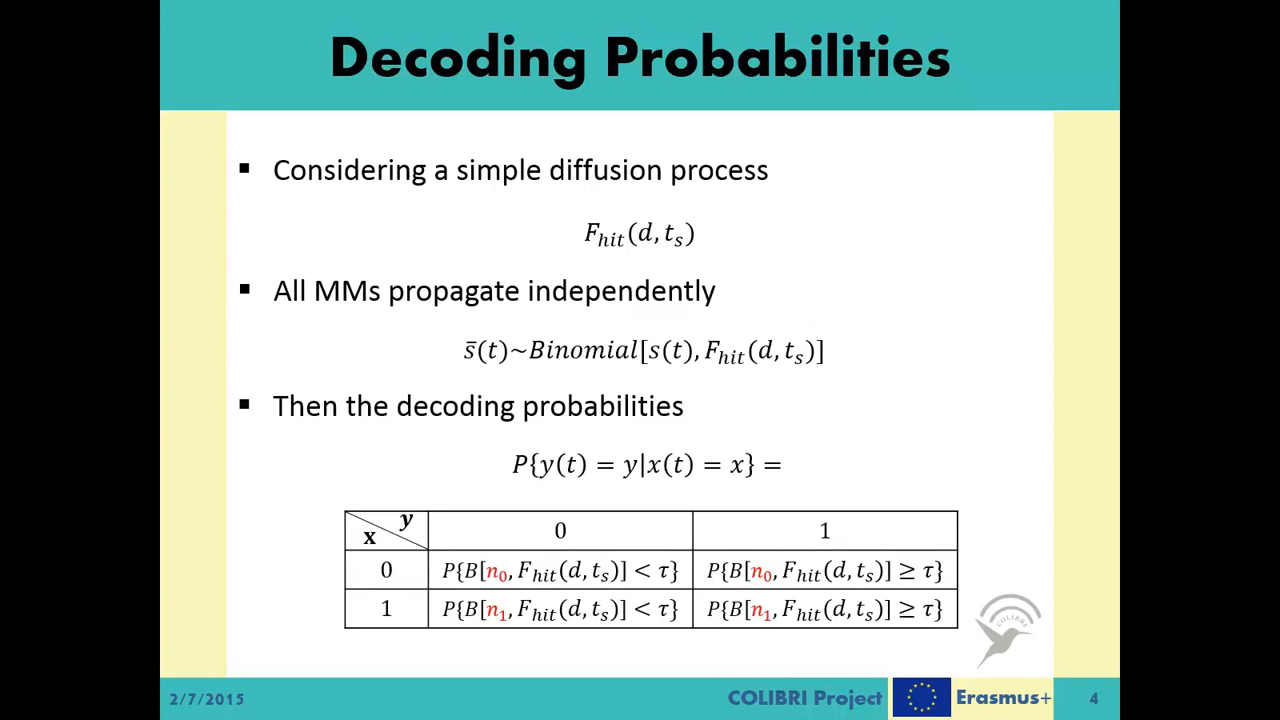 Decoding Probabilities
▪ Considering a simple diffusion process
F_hit(d, t_s)
▪ All MMs propagate independently
s̄(t)~Binomial[s(t), F_hit(d, t_s)]
▪ Then the decoding probabilities
P{y(t) = y|x(t) = x} =
x y 0 1
0 P{B[n_0, F_hit(d, t_s)] < τ} P{B[n_0, F_hit(d, t_s)] ≥ τ}
1 P{B[n_1, F_hit(d, t_s)] < τ} P{B[n_1, F_hit(d, t_s)] ≥ τ}
COLIBRI
2/7/2015 COLIBRI Project Erasmus+ 4